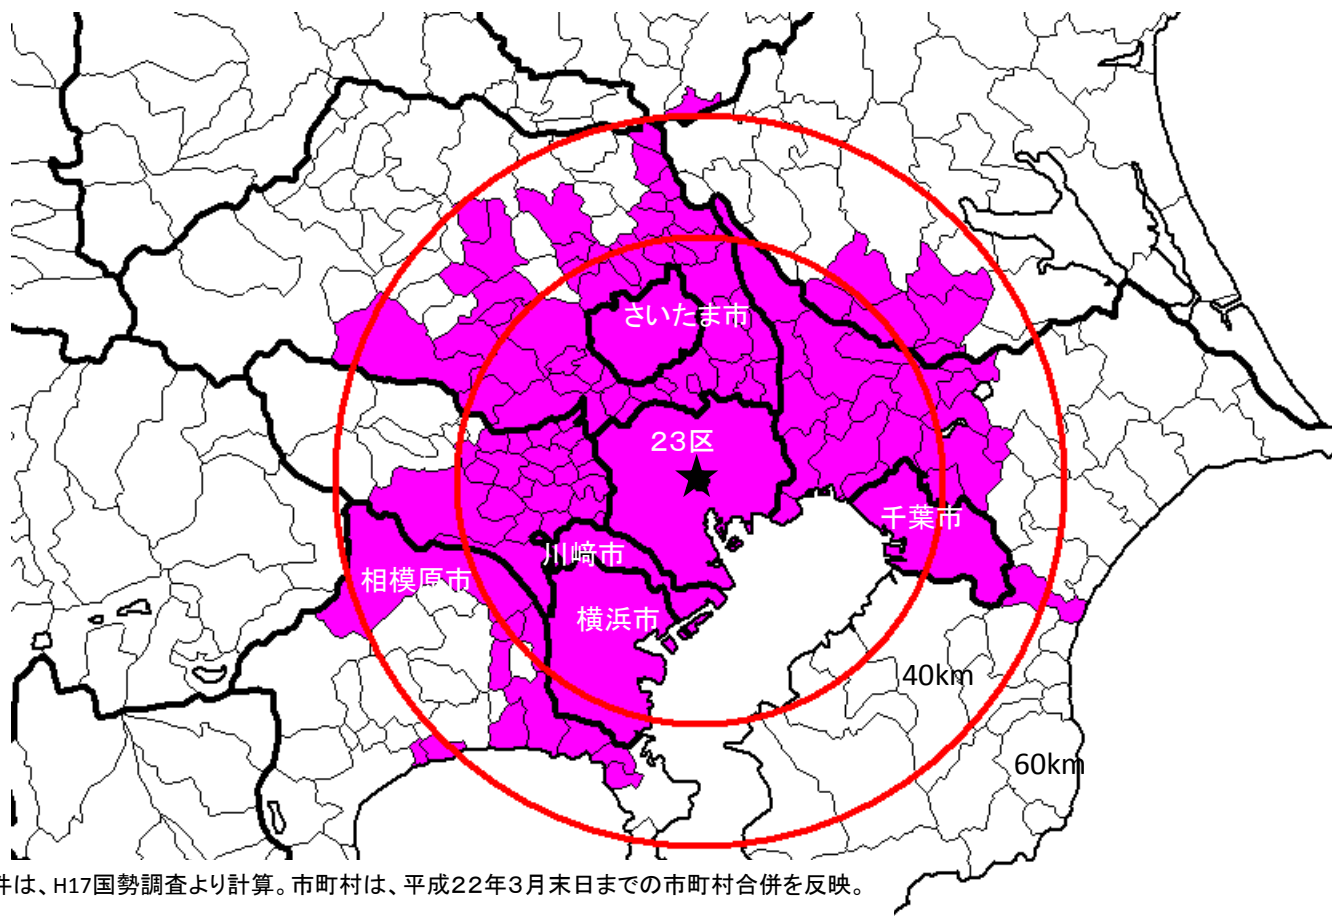 さいたま市
23区
千葉市
川﨑市
相模原市
横浜市
40km
60km
件は、H17国勢調査より計算。市町村は、平成22年3月末日までの市町村合併を反映。